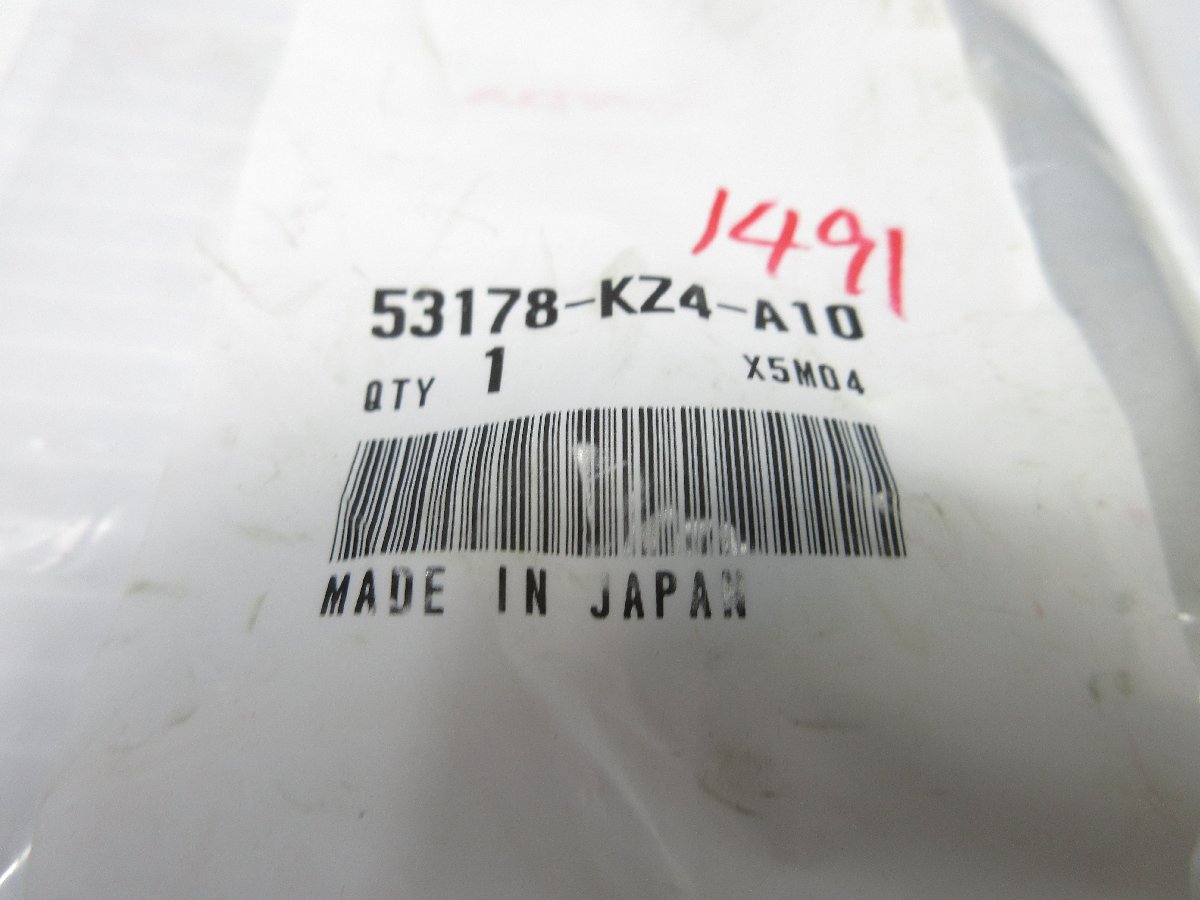 1491
53178-KZ4-A10
QTY 1 X5M04
MADE IN JAPAN